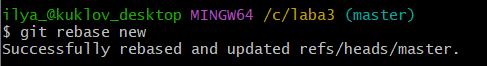 ilya_@kuklov_desktop MINGW64 /c/laba3 (master)
$ git rebase new
Successfully rebased and updated refs/heads/master.